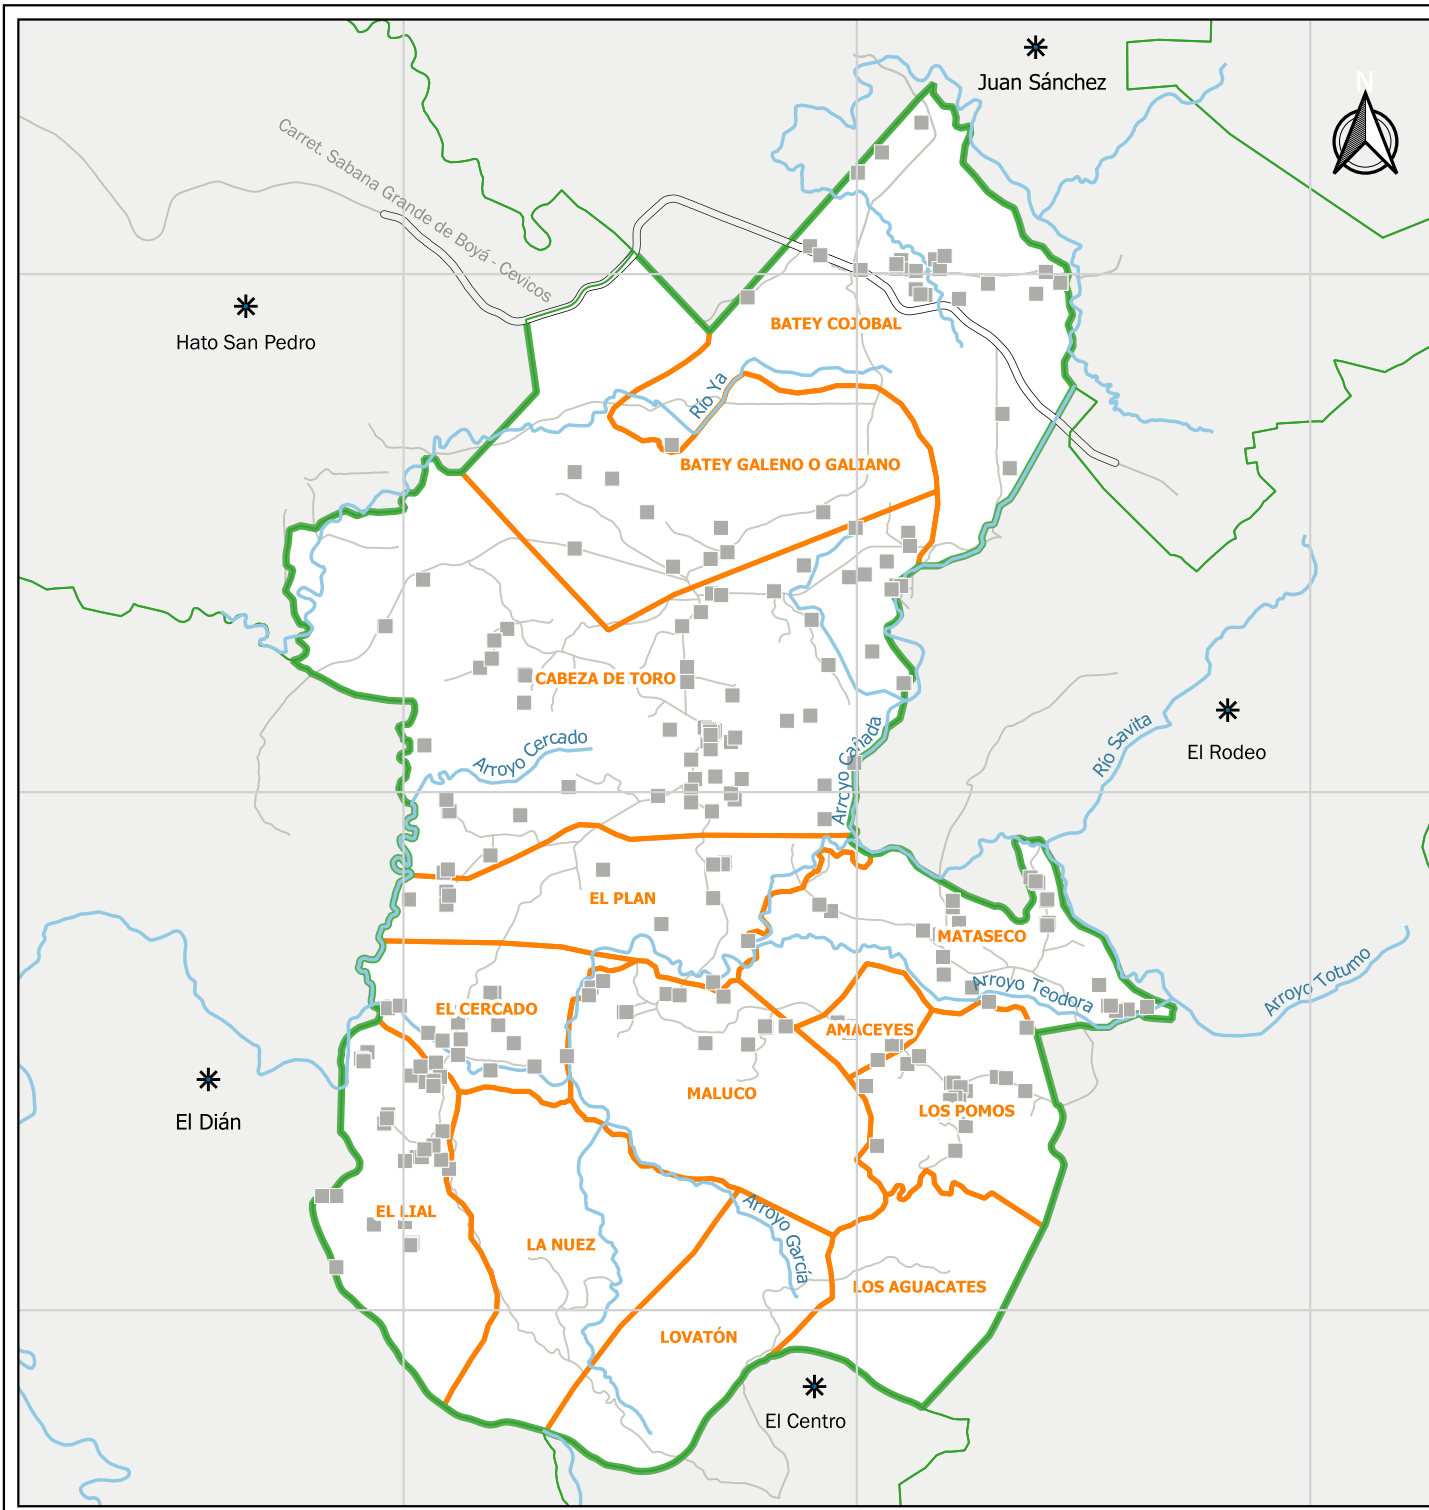 Juan Sánchez
N
Carret. Sabana Grande de Boyá - Cevicos
Hato San Pedro
BATEY COJOBAL
Río Ya
BATEY GALENO O GALIANO
CABEZA DE TORO
Arroyo Cercado
Arroyo Cañada
Río Savita
El Rodeo
EL PLAN
MATASECO
Arroyo Teodora
Arroyo Totumo
EL CERCADO
AMACEYES
MALUCO
LOS POMOS
El Dián
EL LIAL
LA NUEZ
Arroyo García
LOS AGUACATES
LOVATÓN
El Centro